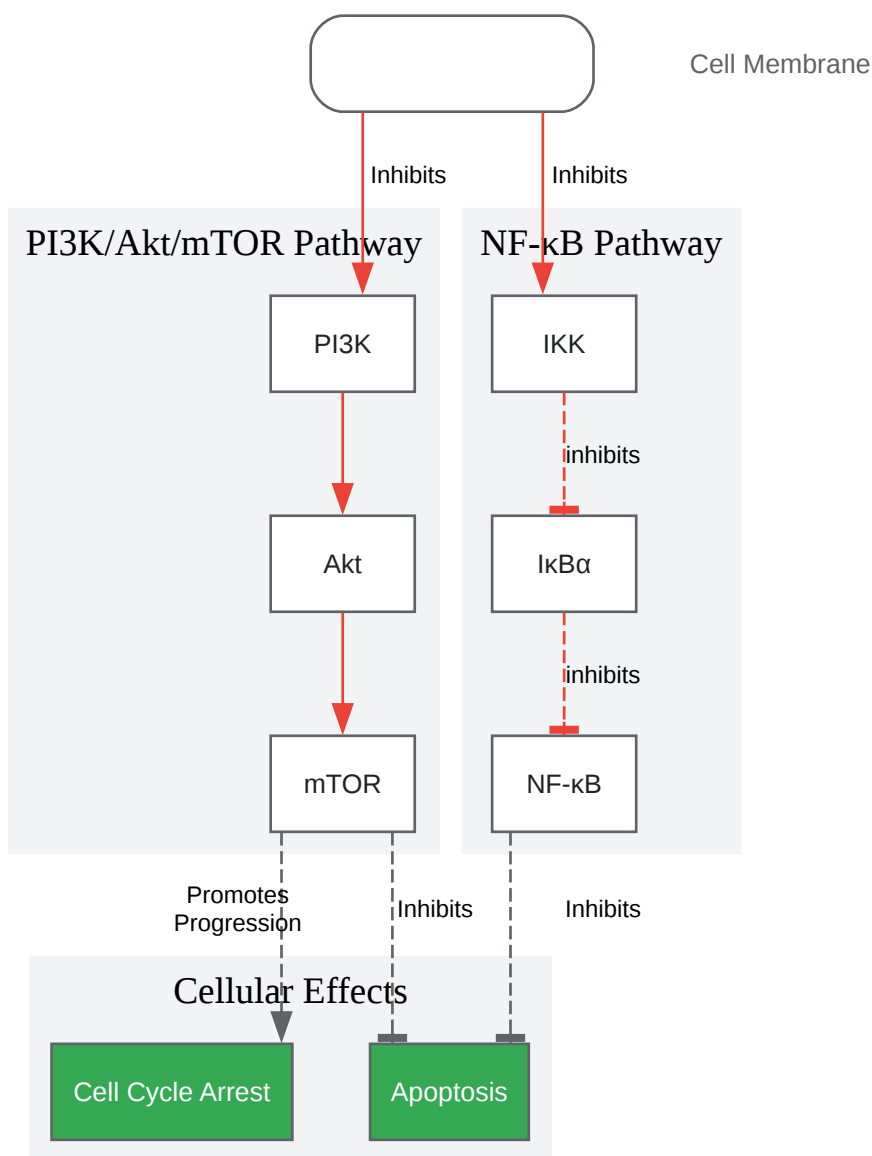 Cell Membrane
Inhibits
Inhibits
PI3K/Akt/mTOR Pathway
NF-κB Pathway
PI3K
IKK
inhibits
Akt
IκBα
inhibits
mTOR
NF-κB
Promotes
Progression
Inhibits
Inhibits
Cellular Effects
Cell Cycle Arrest
Apoptosis